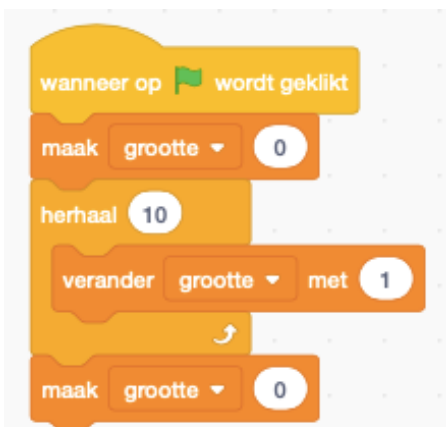 wanneer op wordt geklikt
maak grootte 0
herhaal 10
verander grootte met 1
maak grootte 0